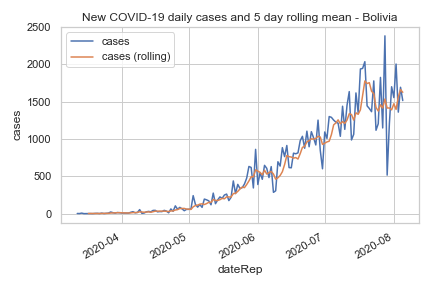 New COVID-19 daily cases and 5 day rolling mean - Bolivia
cases
cases (rolling)
2500
2000
1500
1000
500
0
cases
2020-04
2020-05
2020-06
2020-07
2020-08
dateRep